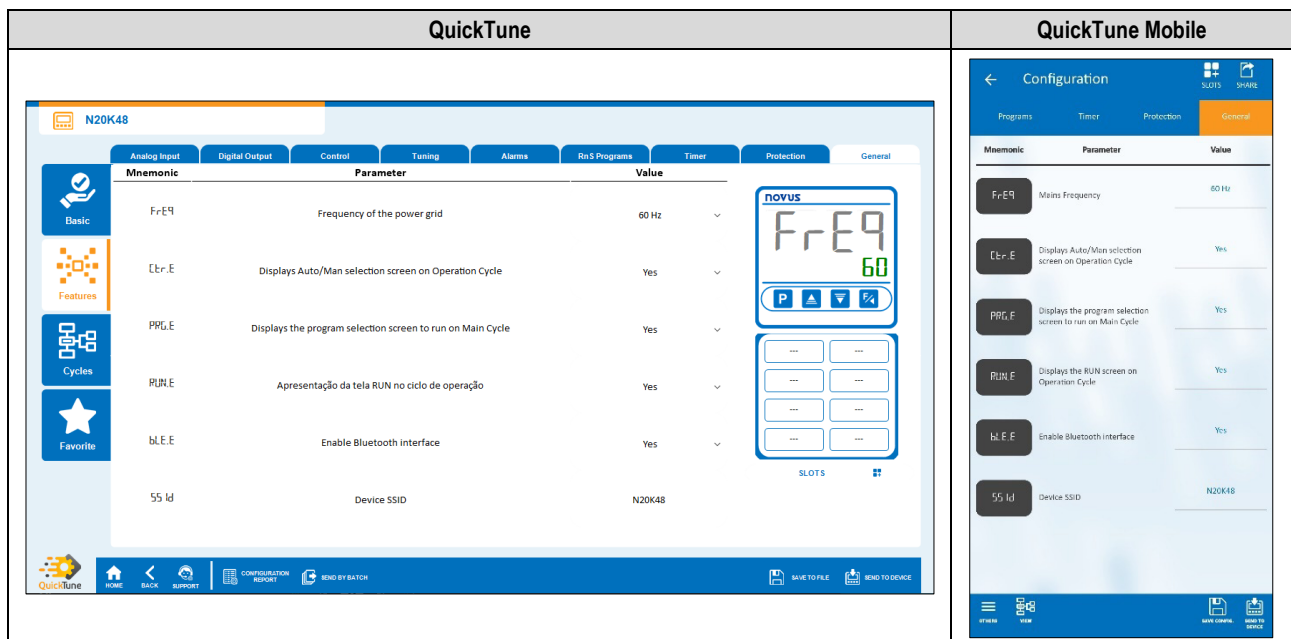 QuickTune
QuickTune Mobile
N20K48
Analog Input Digital Output Control Tuning Alarms RnS Programs Timer Protection General
Mnemonic Parameter Value
Basic
Features
Cycles
Favorite
FrEq Frequency of the power grid 60 Hz
Ctr.E Displays Auto/Man selection screen on Operation Cycle Yes
PRG.E Displays the program selection screen to run on Main Cycle Yes
RUN.E Apresentação da tela RUN no ciclo de operação Yes
bLE.E Enable Bluetooth interface Yes
SSId Device SSID N20K48
novus
FrEq
60
P F/4
--- ---
--- ---
--- ---
--- ---
SLOTS
QuickTune
HOME
BACK
SUPPORT
CONFIGURATION
REPORT
SEND BY BATCH
SAVE TO FILE
SEND TO DEVICE
Configuration
SLOTS
SHARE
Programs Timer Protection General
Mnemonic Parameter Value
FrEq Mains Frequency 60 Hz
Ctr.E Displays Auto/Man selection
screen on Operation Cycle Yes
PRG.E Displays the program selection
screen to run on Main Cycle Yes
RUN.E Displays the RUN screen on
Operation Cycle Yes
bLE.E Enable Bluetooth interface Yes
SSId Device SSID N20K48
OTHERS
VIEW
SAVE CONFIG.
SEND TO
DEVICE